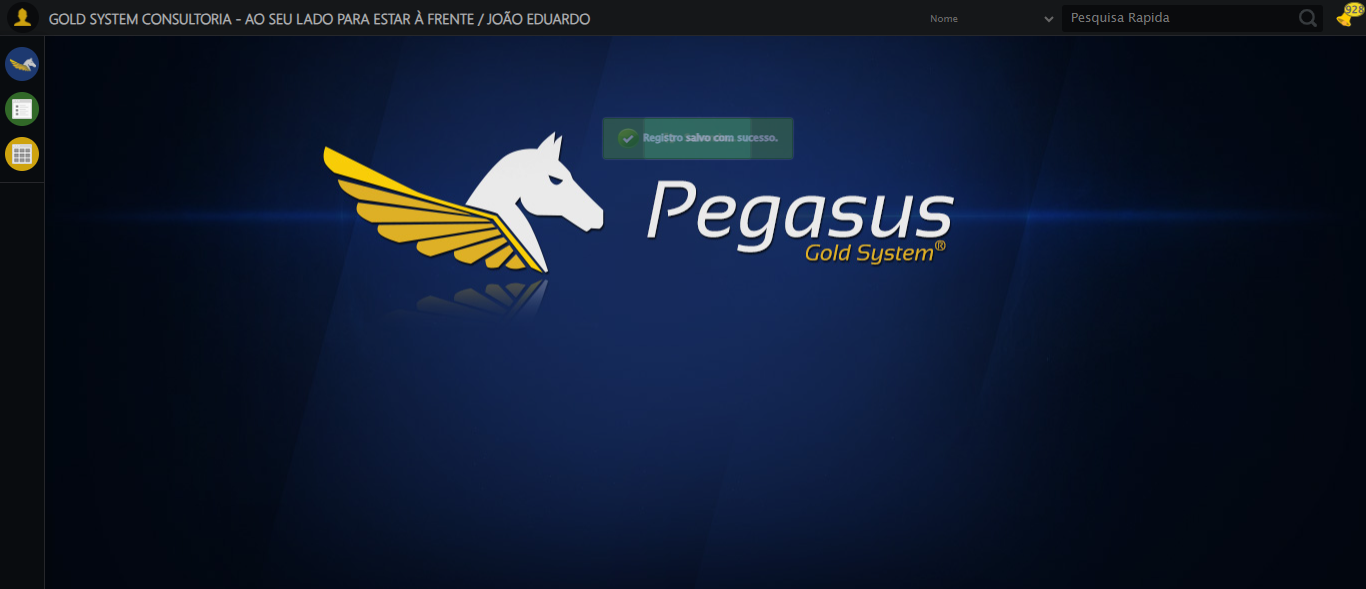 GOLD SYSTEM CONSULTORIA - AO SEU LADO PARA ESTAR À FRENTE / JOÃO EDUARDO
Nome
Pesquisa Rapida
928
Registro salvo com sucesso.
Pegasus
Gold System®